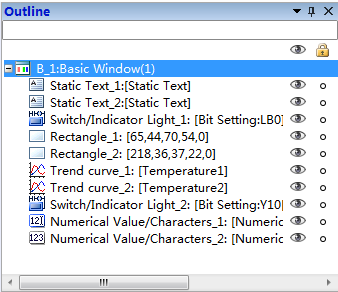 Outline
B_1:Basic Window(1)
Static Text_1:[Static Text]
Static Text_2:[Static Text]
Switch/Indicator Light_1: [Bit Setting:LB0]
Rectangle_1: [65,44,70,54,0]
Rectangle_2: [218,36,37,22,0]
Trend curve_1: [Temperature1]
Trend curve_2: [Temperature2]
Switch/Indicator Light_2: [Bit Setting:Y10[
Numerical Value/Characters_1: [Numeric
Numerical Value/Characters_2: [Numeric